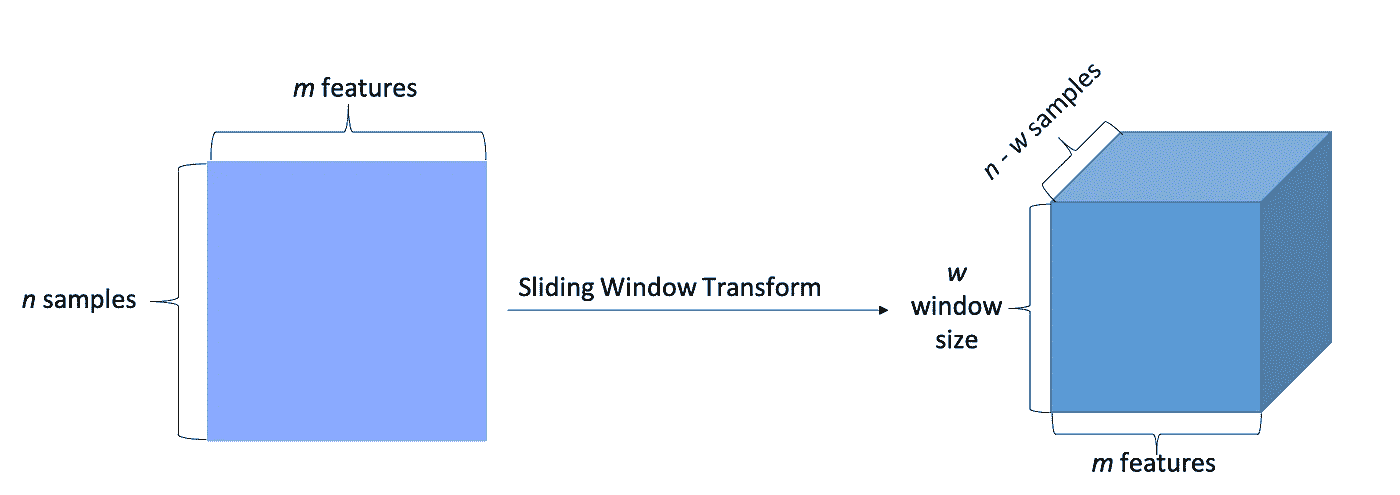 m features
n samples
Sliding Window Transform
n - w samples
w
window
size
m features